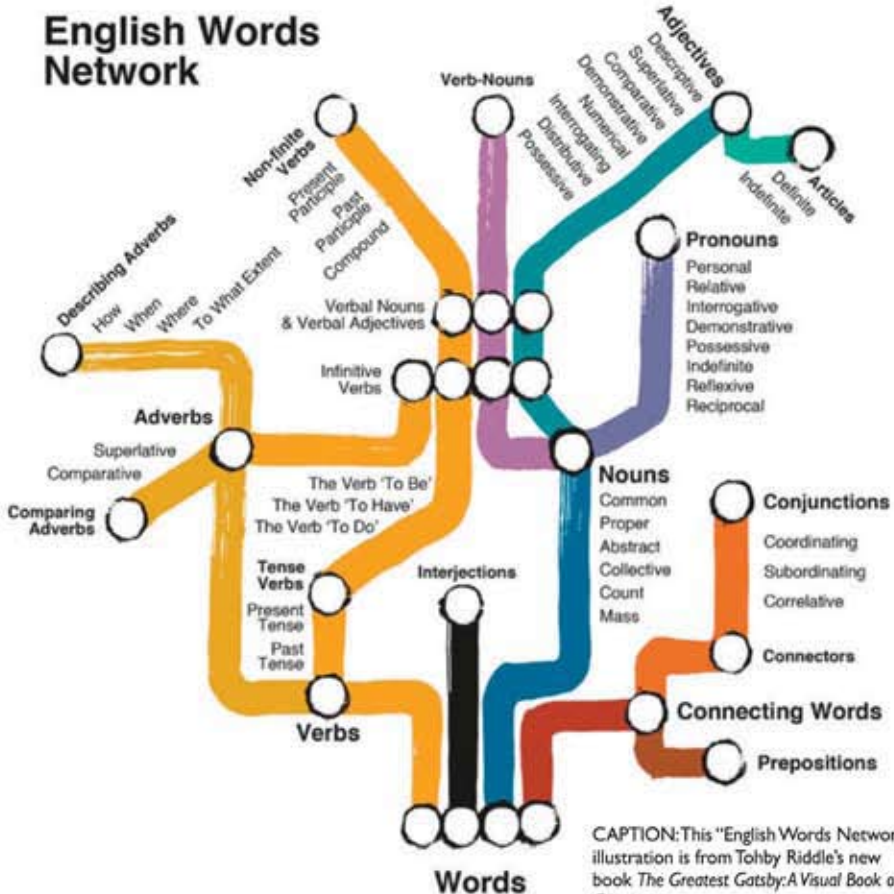 English Words
Network
Verb-Nouns
Adjectives
Descriptive
Superlative
Comparative
Demonstrative
Numerical
Interrogating
Distributive
Possessive
Articles
Definite
Indefinite
Non-finite
Verbs
Present
Participle
Past
Participle
Compound
Pronouns
Personal
Relative
Interrogative
Demonstrative
Possessive
Indefinite
Reflexive
Reciprocal
Describing Adverbs
How
When
Where
To What Extent
Verbal Nouns
& Verbal Adjectives
Infinitive
Verbs
Adverbs
Superlative
Comparative
Comparing
Adverbs
The Verb 'To Be'
The Verb 'To Have'
The Verb 'To Do'
Nouns
Common
Proper
Abstract
Collective
Count
Mass
Conjunctions
Coordinating
Subordinating
Correlative
Tense
Verbs
Present
Tense
Past
Tense
Interjections
Connectors
Connecting Words
Verbs
Prepositions
Words
CAPTION: This "English Words Networ
illustration is from Tohby Riddle's new
book The Greatest Gatsby: A Visual Book o